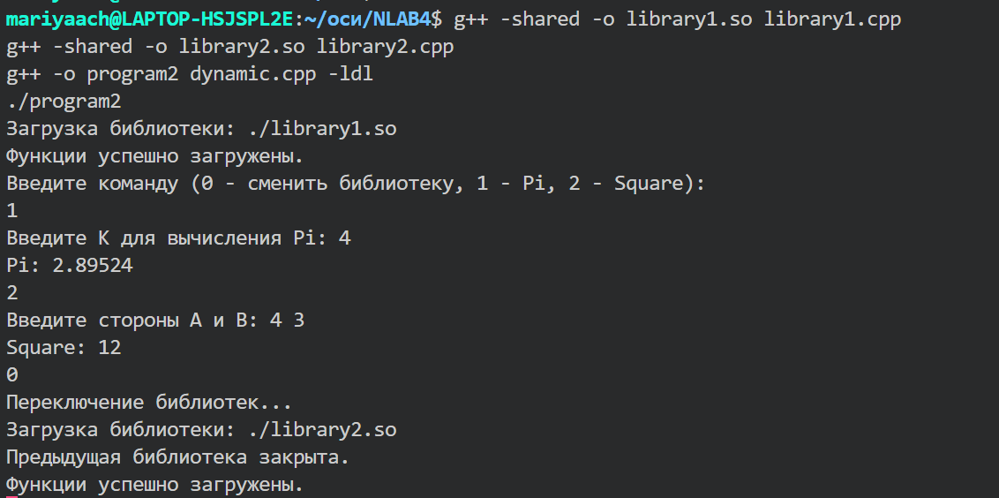 mariyaach@LAPTOP-HSJSPL2E:~/оси/NLAB4$ g++ -shared -o library1.so library1.cpp
g++ -shared -o library2.so library2.cpp
g++ -o program2 dynamic.cpp -ldl
./program2
Загрузка библиотеки: ./library1.so
Функции успешно загружены.
Введите команду (0 - сменить библиотеку, 1 - Pi, 2 - Square):
1
Введите K для вычисления Pi: 4
Pi: 2.89524
2
Введите стороны A и B: 4 3
Square: 12
0
Переключение библиотек...
Загрузка библиотеки: ./library2.so
Предыдущая библиотека закрыта.
Функции успешно загружены.